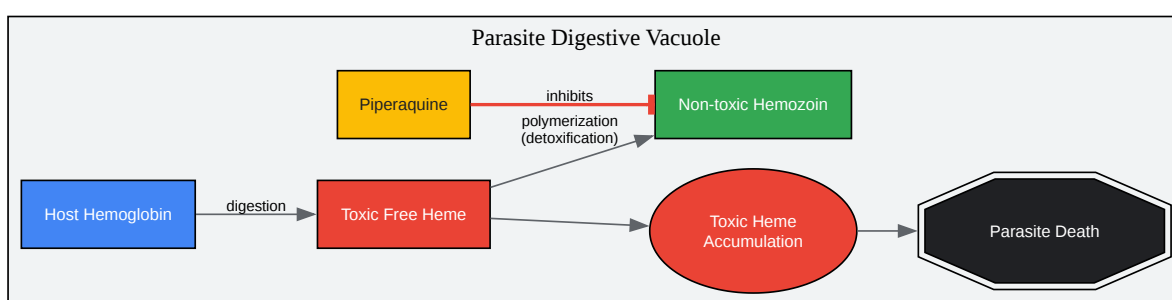 Parasite Digestive Vacuole
Piperaquine
inhibits
Non-toxic Hemozoin
polymerization
(detoxification)
Host Hemoglobin
digestion
Toxic Free Heme
Toxic Heme
Accumulation
Parasite Death